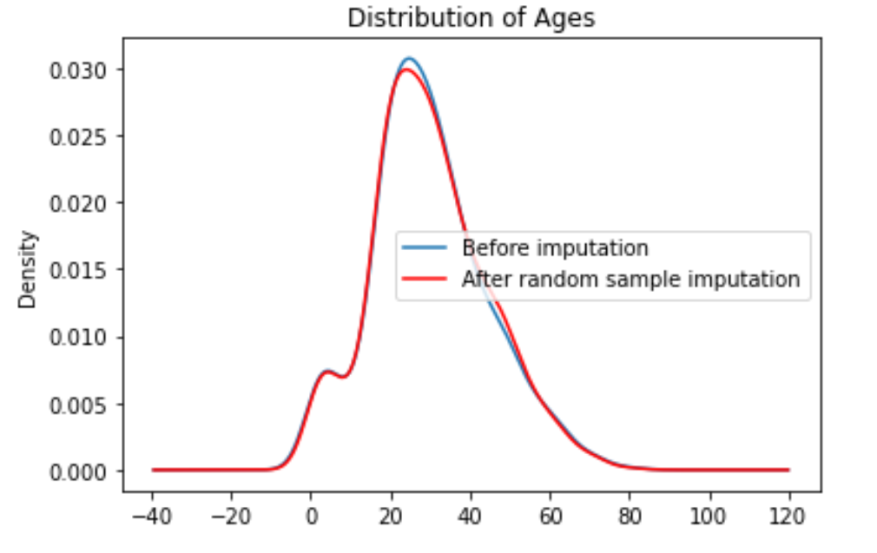 Distribution of Ages
0.030
0.025
0.020
0.015
0.010
0.005
0.000
Density
Before imputation
After random sample imputation
−40 −20 0 20 40 60 80 100 120